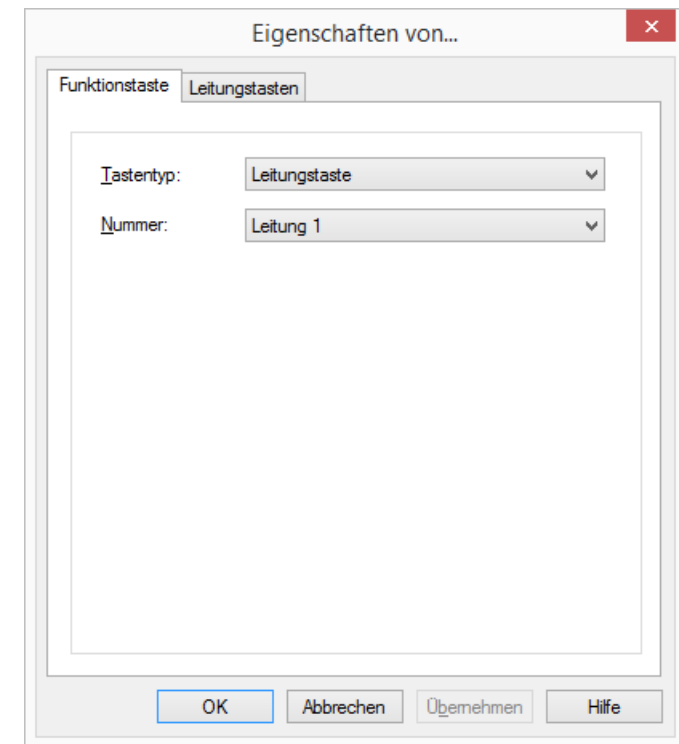 Eigenschaften von...
Funktionstaste Leitungstasten
Tastentyp: Leitungstaste
Nummer: Leitung 1
OK Abbrechen Übernehmen Hilfe